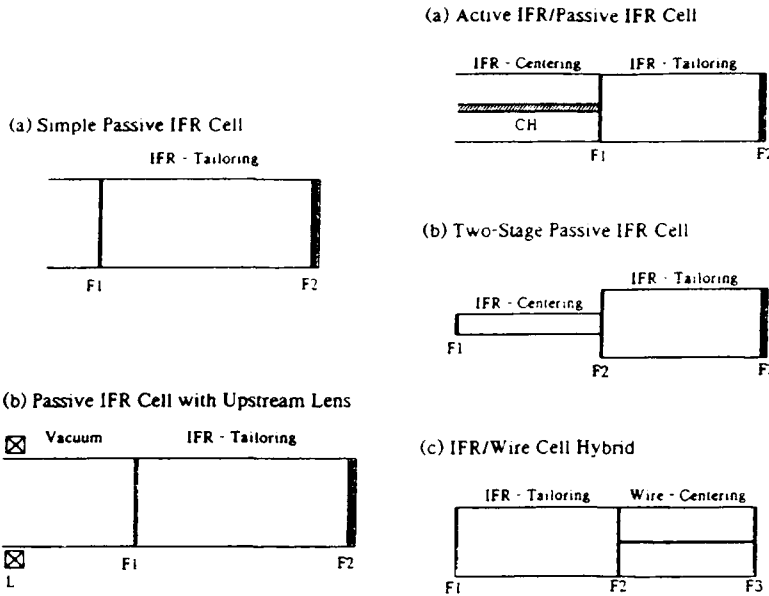 (a) Simple Passive IFR Cell
IFR - Tailoring
F1 F2
(b) Passive IFR Cell with Upstream Lens
Vacuum IFR - Tailoring
L F1 F2
(a) Active IFR/Passive IFR Cell
IFR - Centering IFR - Tailoring
CH
F1 F2
(b) Two-Stage Passive IFR Cell
IFR - Tailoring
IFR - Centering
F1 F2
(c) IFR/Wire Cell Hybrid
IFR - Tailoring Wire - Centering
F1 F2 F3